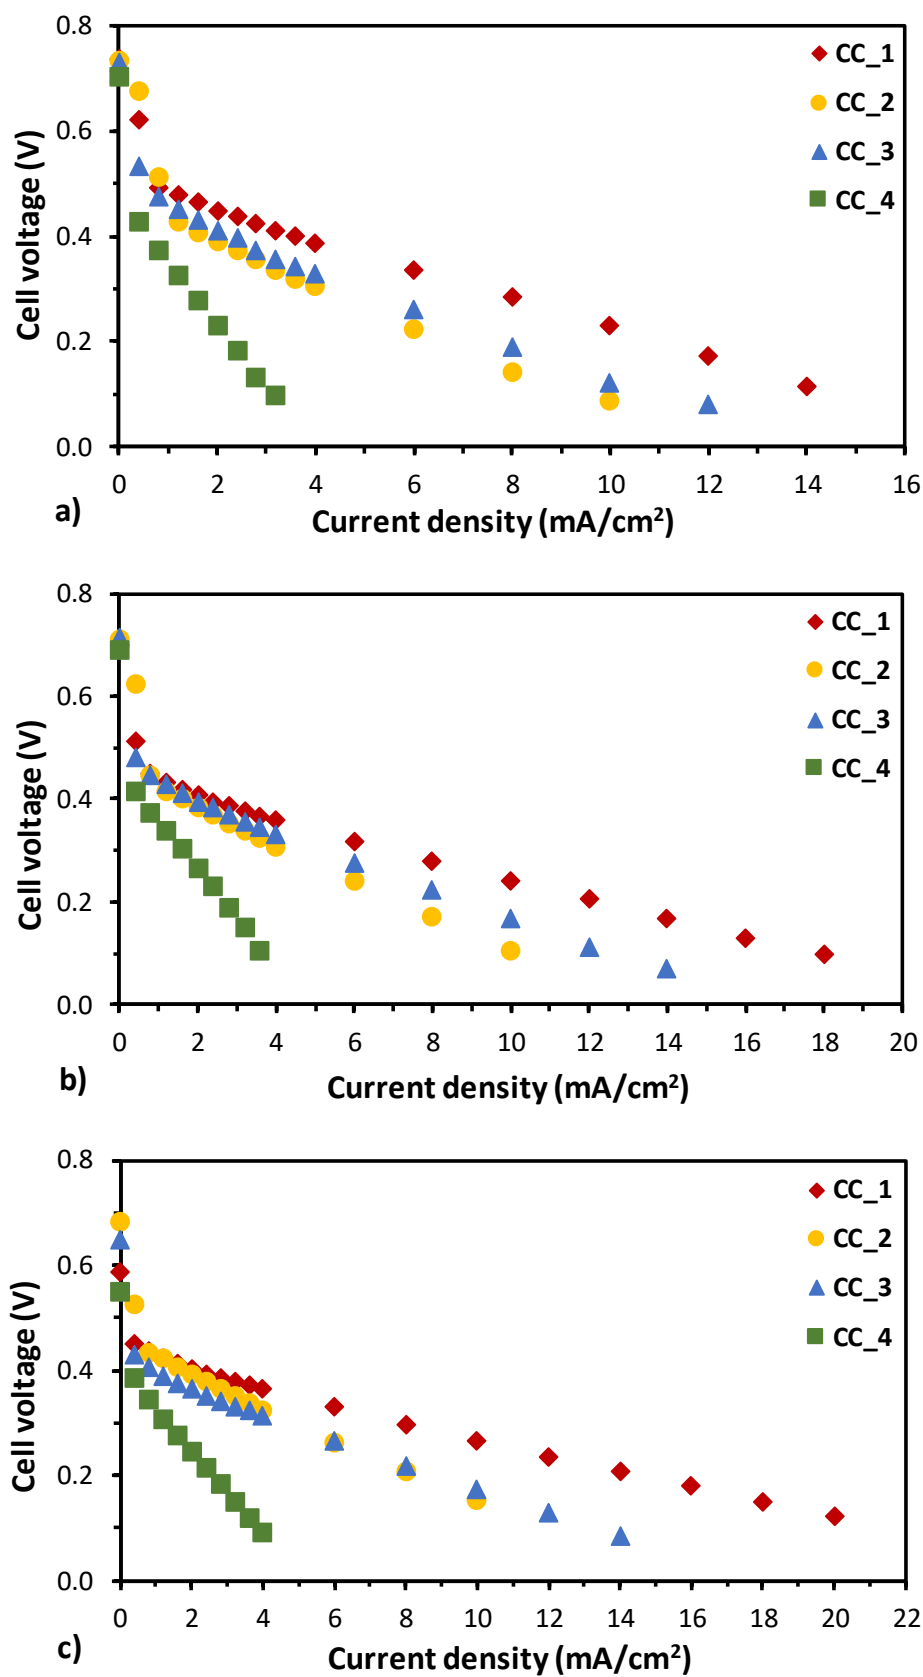 0.8
0.6
0.4
0.2
0.0
Cell voltage (V)
CC_1
CC_2
CC_3
CC_4
0 2 4 6 8 10 12 14 16
a)
Current density (mA/cm²)
0.8
0.6
0.4
0.2
0.0
Cell voltage (V)
CC_1
CC_2
CC_3
CC_4
0 2 4 6 8 10 12 14 16 18 20
b)
Current density (mA/cm²)
0.8
0.6
0.4
0.2
0.0
Cell voltage (V)
CC_1
CC_2
CC_3
CC_4
0 2 4 6 8 10 12 14 16 18 20 22
c)
Current density (mA/cm²)